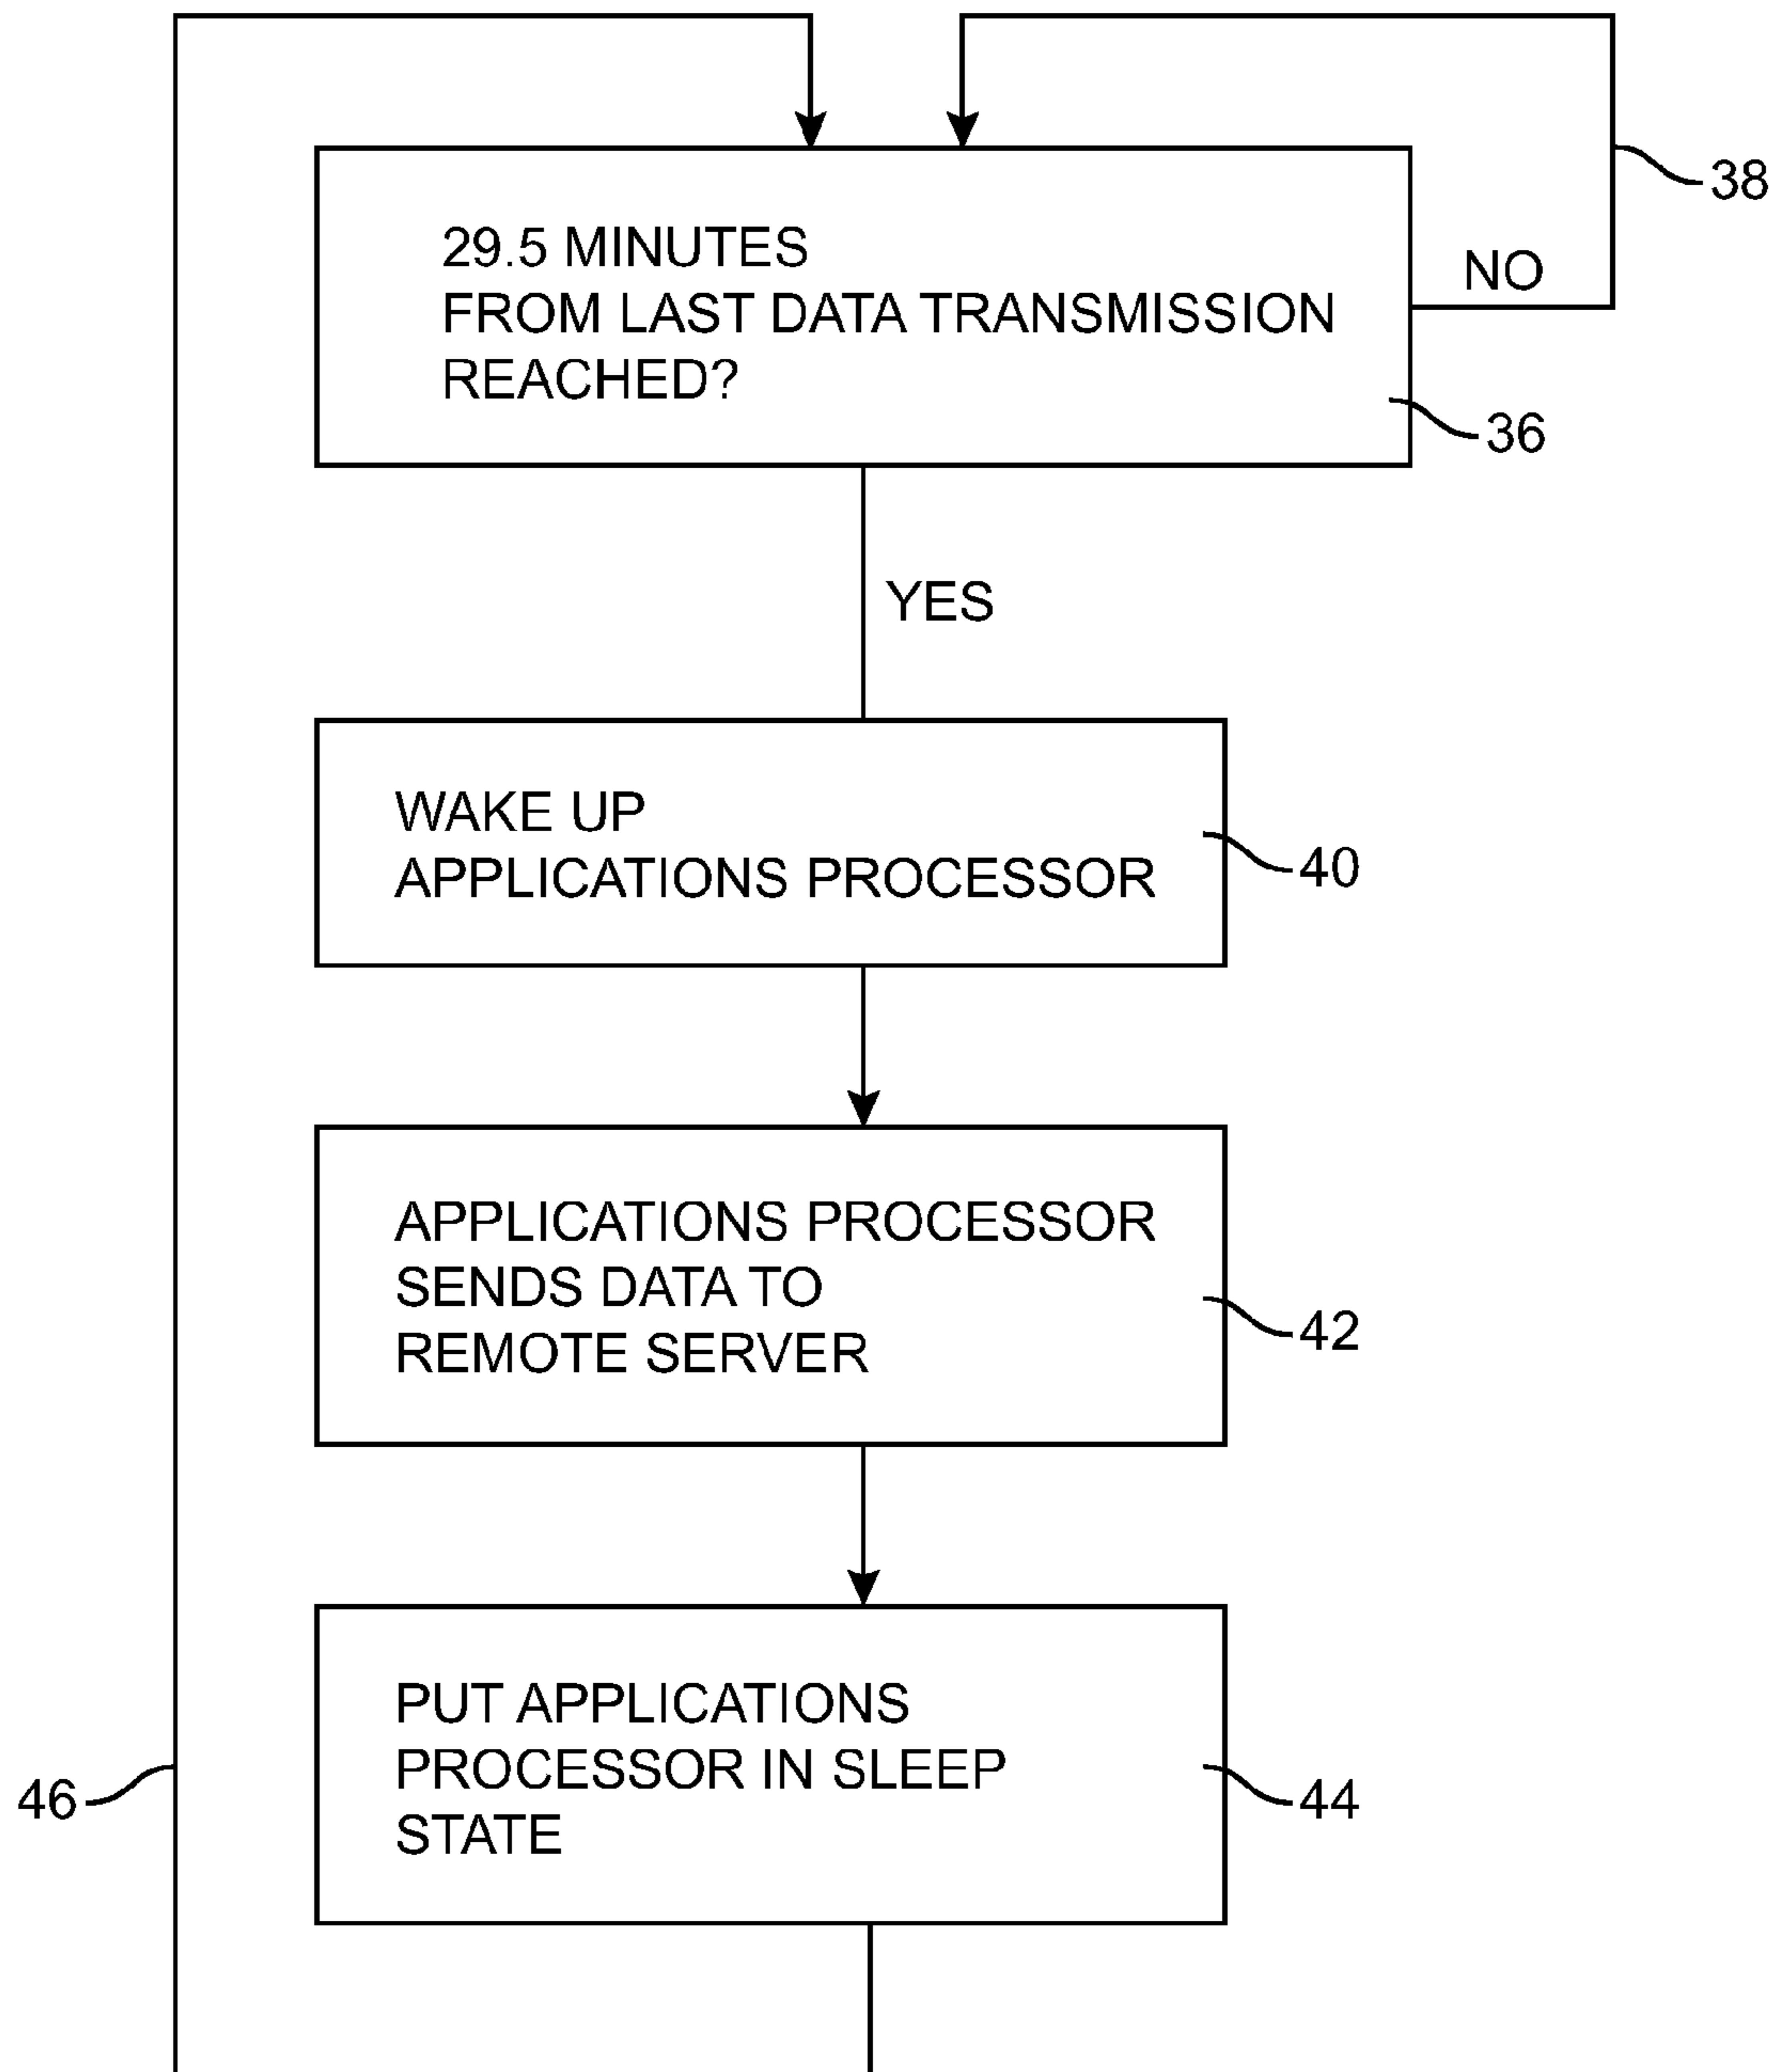 29.5 MINUTES
FROM LAST DATA TRANSMISSION
REACHED?
NO
38
36
YES
WAKE UP
APPLICATIONS PROCESSOR
40
APPLICATIONS PROCESSOR
SENDS DATA TO
REMOTE SERVER
42
PUT APPLICATIONS
PROCESSOR IN SLEEP
STATE
44
46